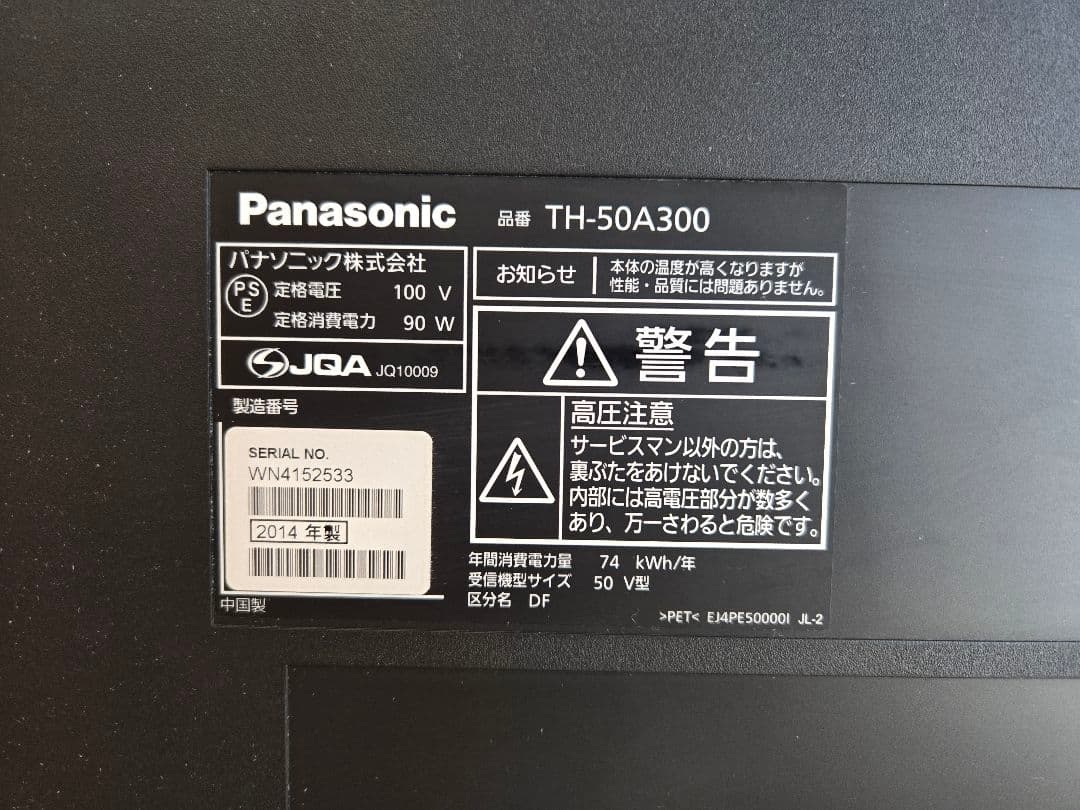 Panasonic 品番 TH-50A300
パナソニック株式会社
PSE 定格電圧 100 V
定格消費電力 90 W
JQA JQ10009
製造番号
SERIAL NO.
WN4152533
2014 年製
中国製
お知らせ
本体の温度が高くなりますが
性能・品質には問題ありません。
警告
高圧注意
サービスマン以外の方は、
裏ぶたをあけないでください。
内部には高電圧部分が数多く
あり、万一さわると危険です。
年間消費電力量 74 kWh/年
受信機型サイズ 50 V型
区分名 DF
>PET< EJ4PE50000I JL-2